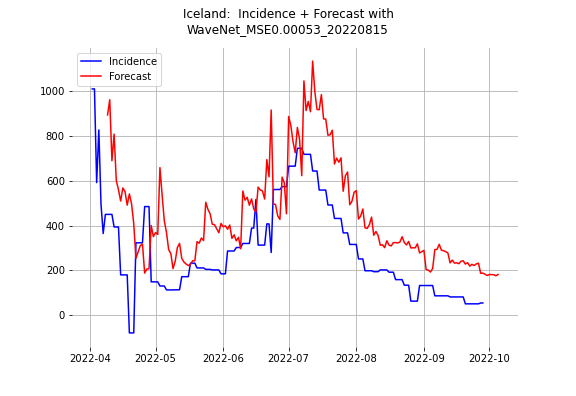 Iceland:  Incidence + Forecast with
WaveNet_MSE0.00053_20220815
Incidence
Forecast
1000
800
600
400
200
0
2022-04 2022-05 2022-06 2022-07 2022-08 2022-09 2022-10